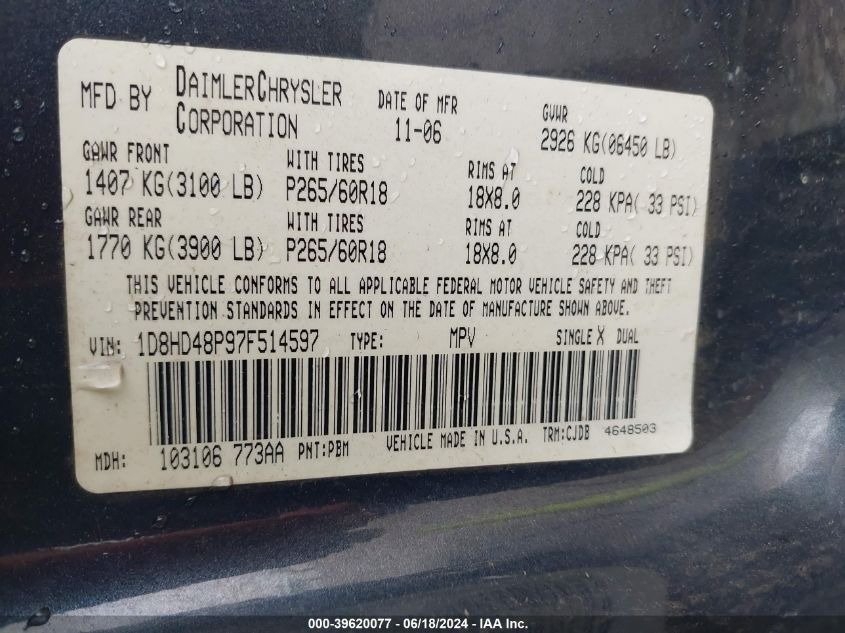 MFD BY DAIMLERCHRYSLER CORPORATION DATE OF MFR 11-06 GVWR 2926 KG(06450 LB)
GAWR FRONT WITH TIRES RIMS AT COLD
1407 KG(3100 LB) P265/60R18 18X8.0 228 KPA( 33 PSI)
GAWR REAR WITH TIRES RIMS AT COLD
1770 KG(3900 LB) P265/60R18 18X8.0 228 KPA( 33 PSI)
THIS VEHICLE CONFORMS TO ALL APPLICABLE FEDERAL MOTOR VEHICLE SAFETY AND THEFT
PREVENTION STANDARDS IN EFFECT ON THE DATE OF MANUFACTURE SHOWN ABOVE.
VIN: 1D8HD48P97F514597 TYPE: MPV SINGLE X DUAL
MDH: 103106 773AA PNT:PBM VEHICLE MADE IN U.S.A. TRM:CJDB 4648503
000-39620077 - 06/18/2024 - IAA Inc.